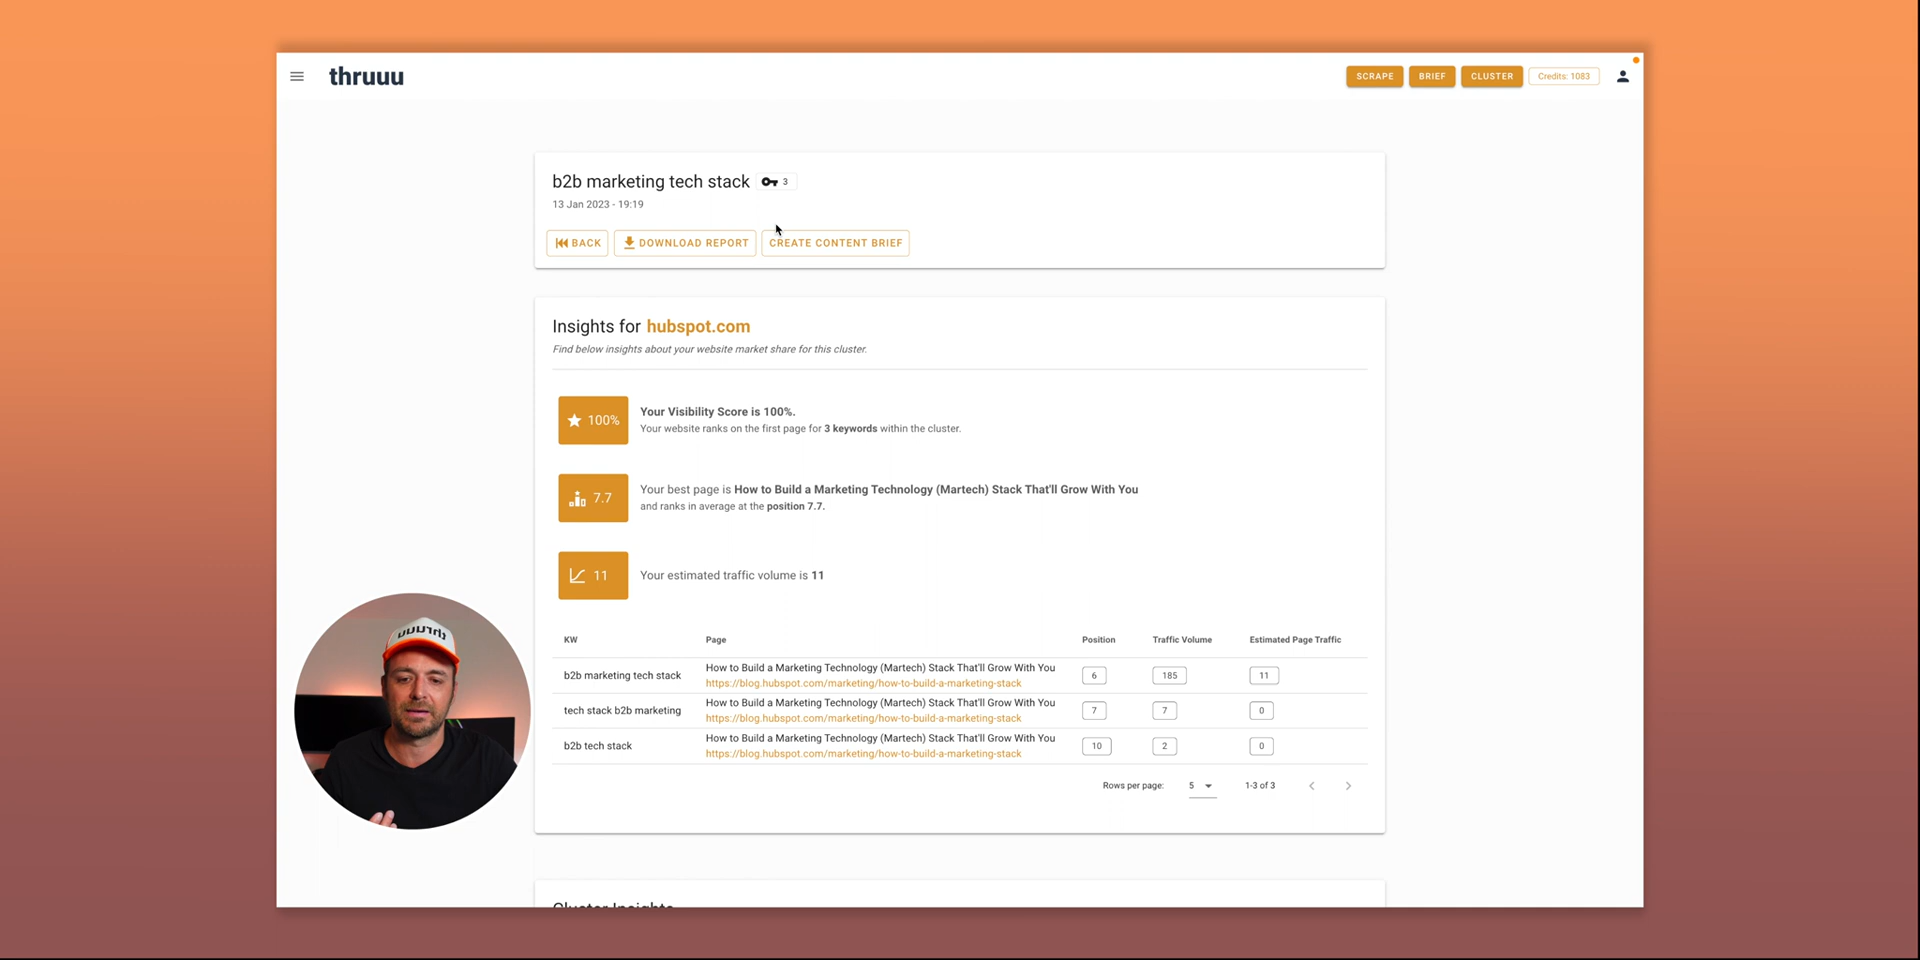 thruuu
SCRAPE
BRIEF
CLUSTER
Credits: 1083
b2b marketing tech stack
3
13 Jan 2023 - 19:19
BACK
DOWNLOAD REPORT
CREATE CONTENT BRIEF
Insights for hubspot.com
Find below insights about your website market share for this cluster.
100%
Your Visibility Score is 100%.
Your website ranks on the first page for 3 keywords within the cluster.
7.7
Your best page is How to Build a Marketing Technology (Martech) Stack That'll Grow With You
and ranks in average at the position 7.7.
11
Your estimated traffic volume is 11
KW Page Position Traffic Volume Estimated Page Traffic
b2b marketing tech stack How to Build a Marketing Technology (Martech) Stack That'll Grow With You 6 185 11
https://blog.hubspot.com/marketing/how-to-build-a-marketing-stack
tech stack b2b marketing How to Build a Marketing Technology (Martech) Stack That'll Grow With You 7 7 0
https://blog.hubspot.com/marketing/how-to-build-a-marketing-stack
b2b tech stack How to Build a Marketing Technology (Martech) Stack That'll Grow With You 10 2 0
https://blog.hubspot.com/marketing/how-to-build-a-marketing-stack
Rows per page: 5 1-3 of 3
thruuu
Cluster Insights